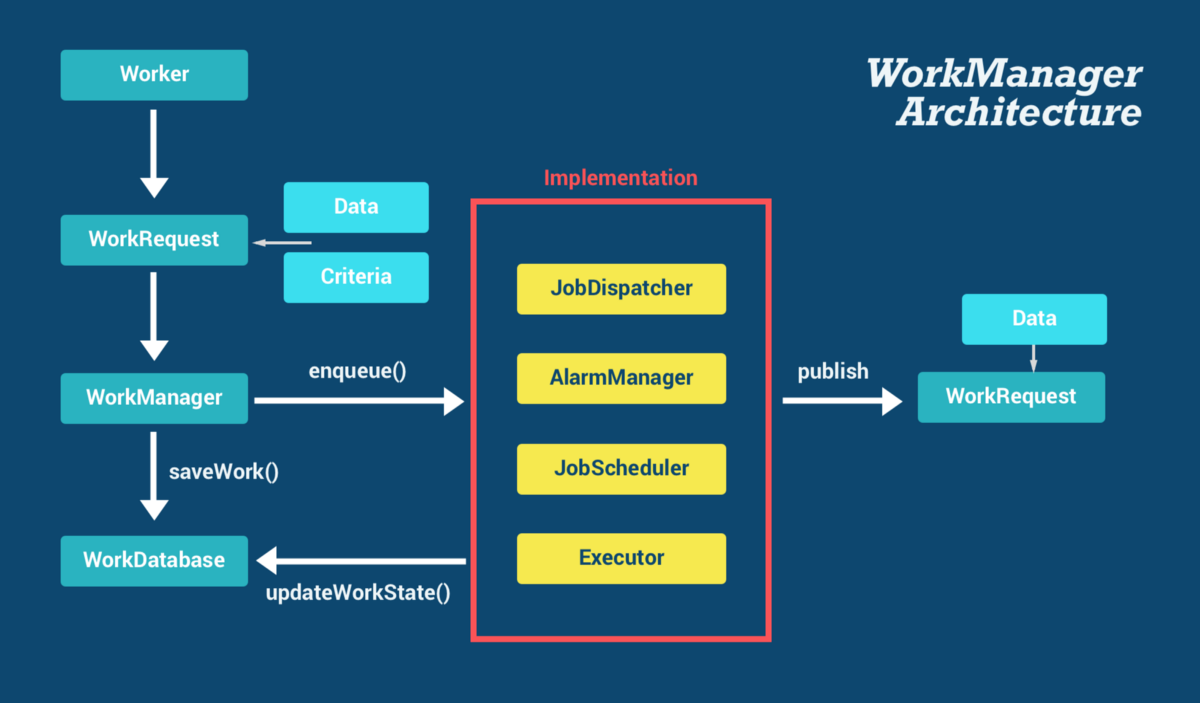 WorkManager
Architecture
Worker
WorkRequest
Data
Criteria
WorkManager
enqueue()
saveWork()
WorkDatabase
updateWorkState()
Implementation
JobDispatcher
AlarmManager
JobScheduler
Executor
publish
Data
WorkRequest